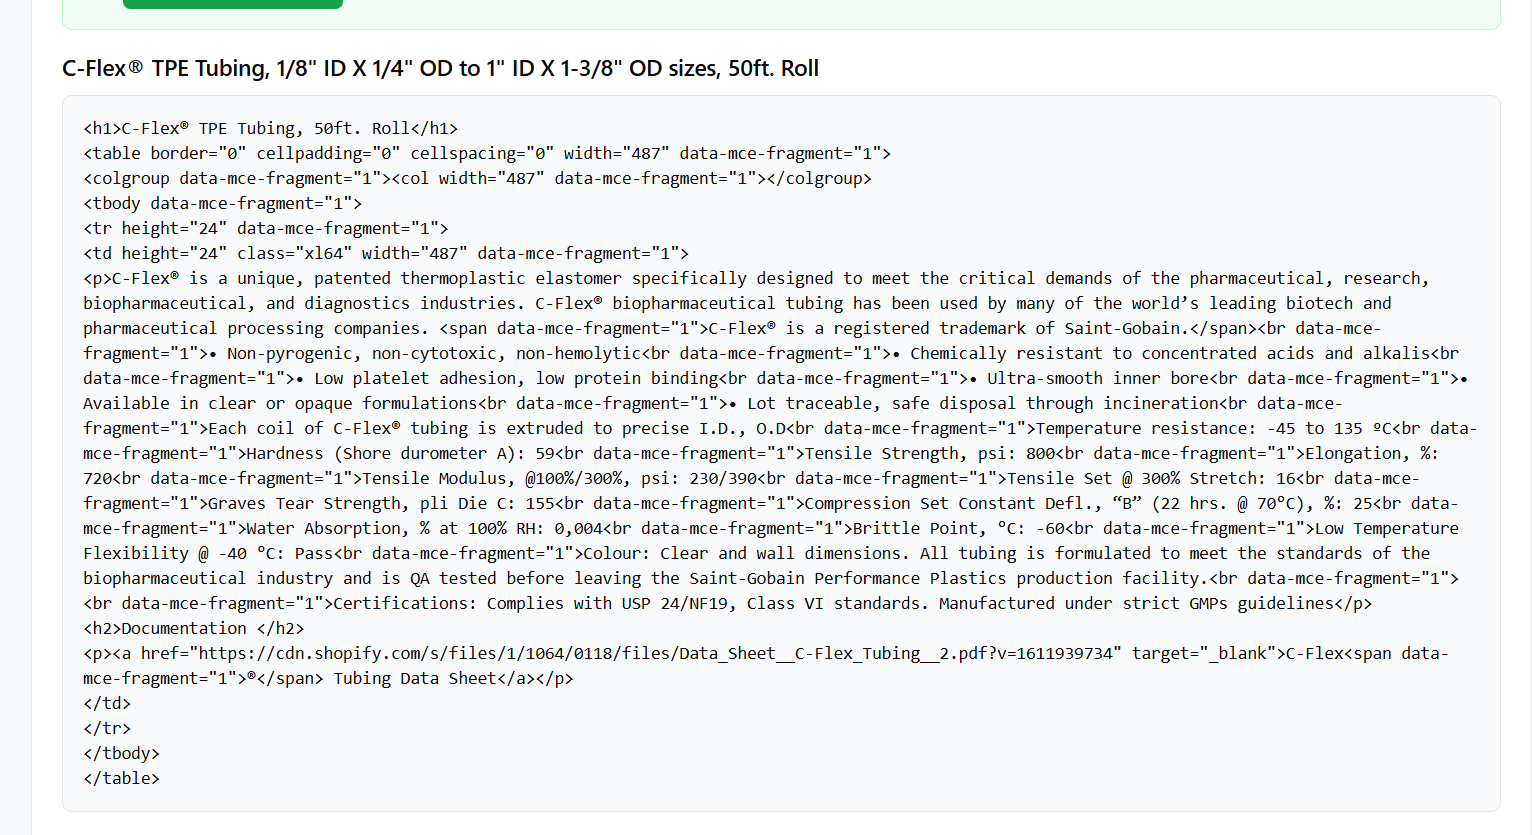 C-Flex® TPE Tubing, 1/8" ID X 1/4" OD to 1" ID X 1-3/8" OD sizes, 50ft. Roll
<h1>C-Flex® TPE Tubing, 50ft. Roll</h1>
<table border="0" cellpadding="0" cellspacing="0" width="487" data-mce-fragment="1">
<colgroup data-mce-fragment="1"><col width="487" data-mce-fragment="1"></colgroup>
<tbody data-mce-fragment="1">
<tr height="24" data-mce-fragment="1">
<td height="24" class="xl64" width="487" data-mce-fragment="1">
<p>C-Flex® is a unique, patented thermoplastic elastomer specifically designed to meet the critical demands of the pharmaceutical, research,
biopharmaceutical, and diagnostics industries. C-Flex® biopharmaceutical tubing has been used by many of the world’s leading biotech and
pharmaceutical processing companies. <span data-mce-fragment="1">C-Flex® is a registered trademark of Saint-Gobain.</span><br data-mce-
fragment="1">• Non-pyrogenic, non-cytotoxic, non-hemolytic<br data-mce-fragment="1">• Chemically resistant to concentrated acids and alkalis<br
data-mce-fragment="1">• Low platelet adhesion, low protein binding<br data-mce-fragment="1">• Ultra-smooth inner bore<br data-mce-fragment="1">•
Available in clear or opaque formulations<br data-mce-fragment="1">• Lot traceable, safe disposal through incineration<br data-mce-
fragment="1">Each coil of C-Flex® tubing is extruded to precise I.D., O.D<br data-mce-fragment="1">Temperature resistance: -45 to 135 ºC<br data-
mce-fragment="1">Hardness (Shore durometer A): 59<br data-mce-fragment="1">Tensile Strength, psi: 800<br data-mce-fragment="1">Elongation, %:
720<br data-mce-fragment="1">Tensile Modulus, @100%/300%, psi: 230/390<br data-mce-fragment="1">Tensile Set @ 300% Stretch: 16<br data-mce-
fragment="1">Graves Tear Strength, pli Die C: 155<br data-mce-fragment="1">Compression Set Constant Defl., “B” (22 hrs. @ 70°C), %: 25<br data-
mce-fragment="1">Water Absorption, % at 100% RH: 0,004<br data-mce-fragment="1">Brittle Point, °C: -60<br data-mce-fragment="1">Low Temperature
Flexibility @ -40 °C: Pass<br data-mce-fragment="1">Colour: Clear and wall dimensions. All tubing is formulated to meet the standards of the
biopharmaceutical industry and is QA tested before leaving the Saint-Gobain Performance Plastics production facility.<br data-mce-fragment="1">
<br data-mce-fragment="1">Certifications: Complies with USP 24/NF19, Class VI standards. Manufactured under strict GMPs guidelines</p>
<h2>Documentation </h2>
<p><a href="https://cdn.shopify.com/s/files/1/1064/0118/files/Data_Sheet__C-Flex_Tubing__2.pdf?v=1611939734" target="_blank">C-Flex<span data-
mce-fragment="1">®</span> Tubing Data Sheet</a></p>
</td>
</tr>
</tbody>
</table>